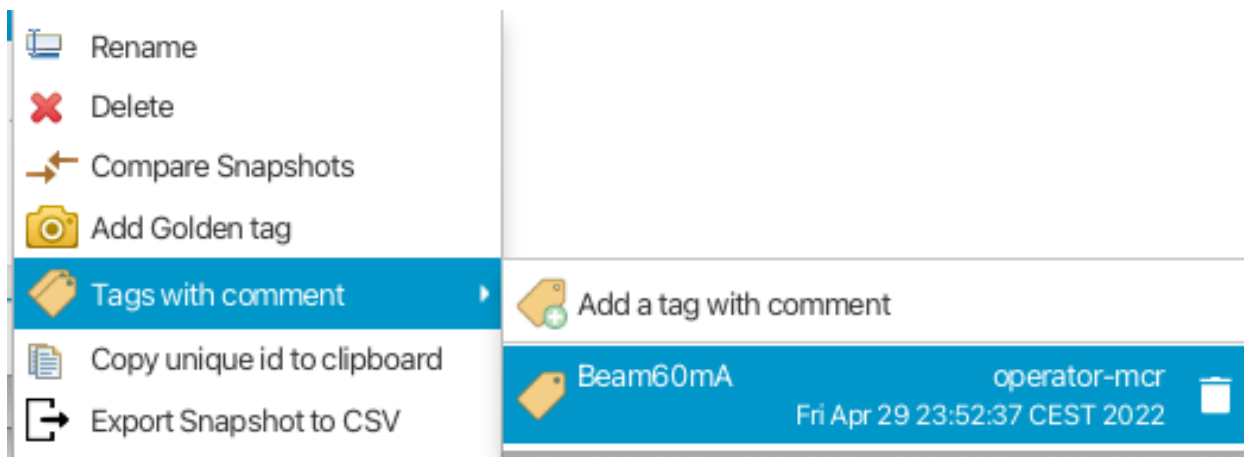 Rename
Delete
Compare Snapshots
Add Golden tag
Tags with comment
Copy unique id to clipboard
Export Snapshot to CSV
Add a tag with comment
Beam60mA operator-mcr
Fri Apr 29 23:52:37 CEST 2022